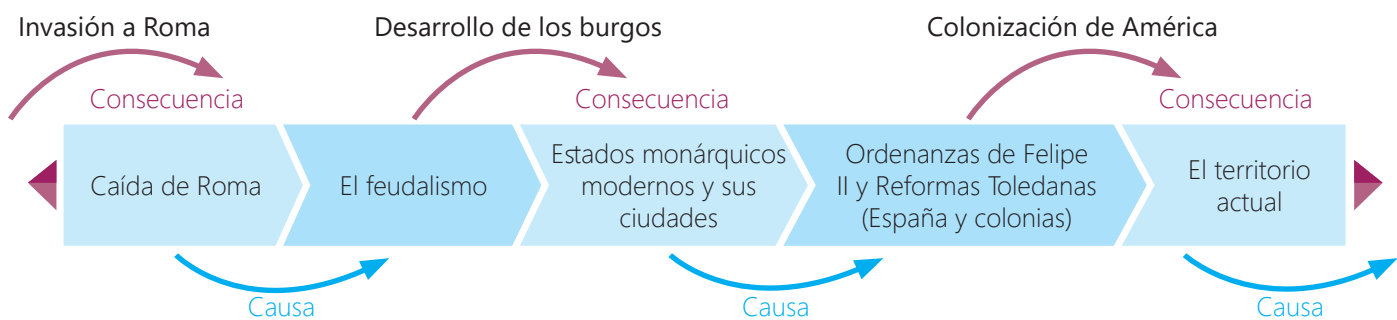 Invasión a Roma
Desarrollo de los burgos
Colonización de América
Consecuencia
Consecuencia
Consecuencia
Caída de Roma
El feudalismo
Estados monárquicos
modernos y sus
ciudades
Ordenanzas de Felipe
II y Reformas Toledanas
(España y colonias)
El territorio
actual
Causa
Causa
Causa